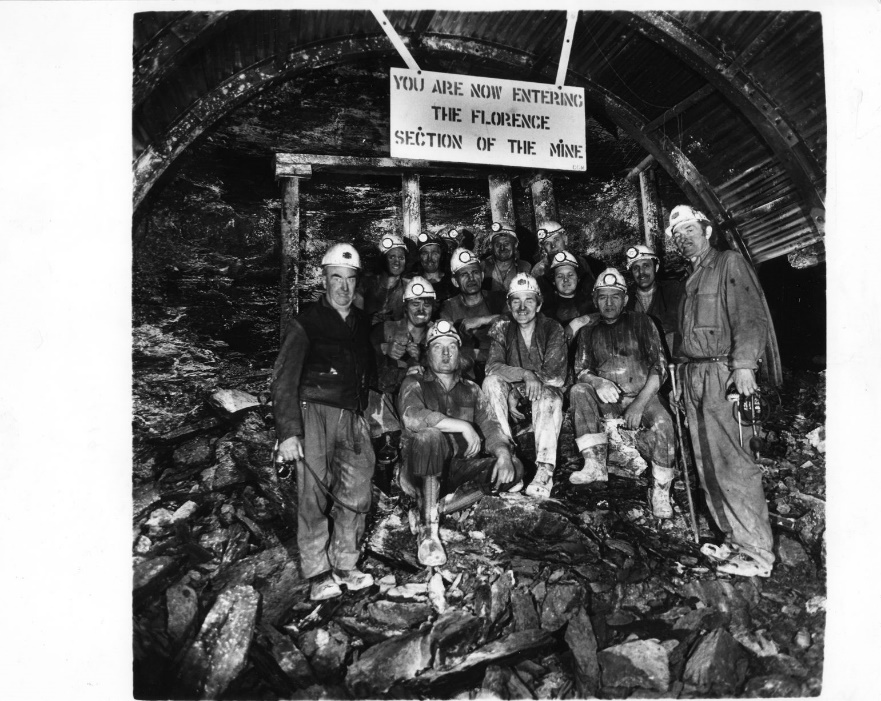 YOU ARE NOW ENTERING
THE FLORENCE
SECTION OF THE MINE